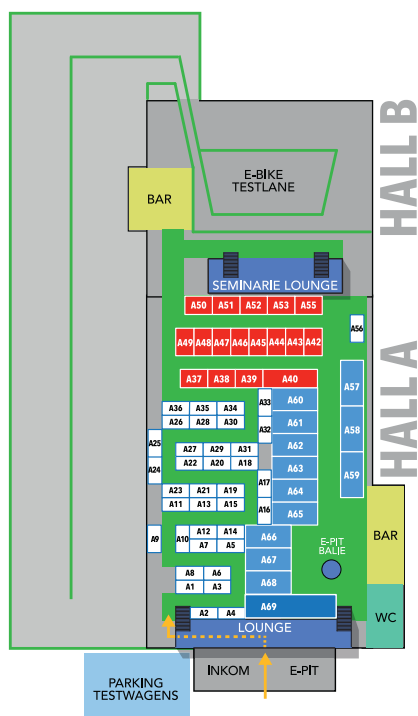 HALL B
E-BIKE
TESTLANE
BAR
SEMINARIE LOUNGE
A50 A51 A52 A53 A55
A56
A49 A48 A47 A46 A45 A44 A43 A42
HALL A
A37 A38 A39 A40
A57
A33
A60
A36 A35 A34
A26 A28 A30
A32
A61
A58
A25
A24
A27 A29 A31
A22 A20 A18
A62
A63
A59
A17
A16
A23 A21 A19
A11 A13 A15
A64
A65
A9
A10
A12 A14
A7 A5
A66
A67
A68
E-PIT
BALIE
BAR
A8 A6
A1 A3
A69
A2 A4
LOUNGE
WC
INKOM E-PIT
PARKING
TESTWAGENS